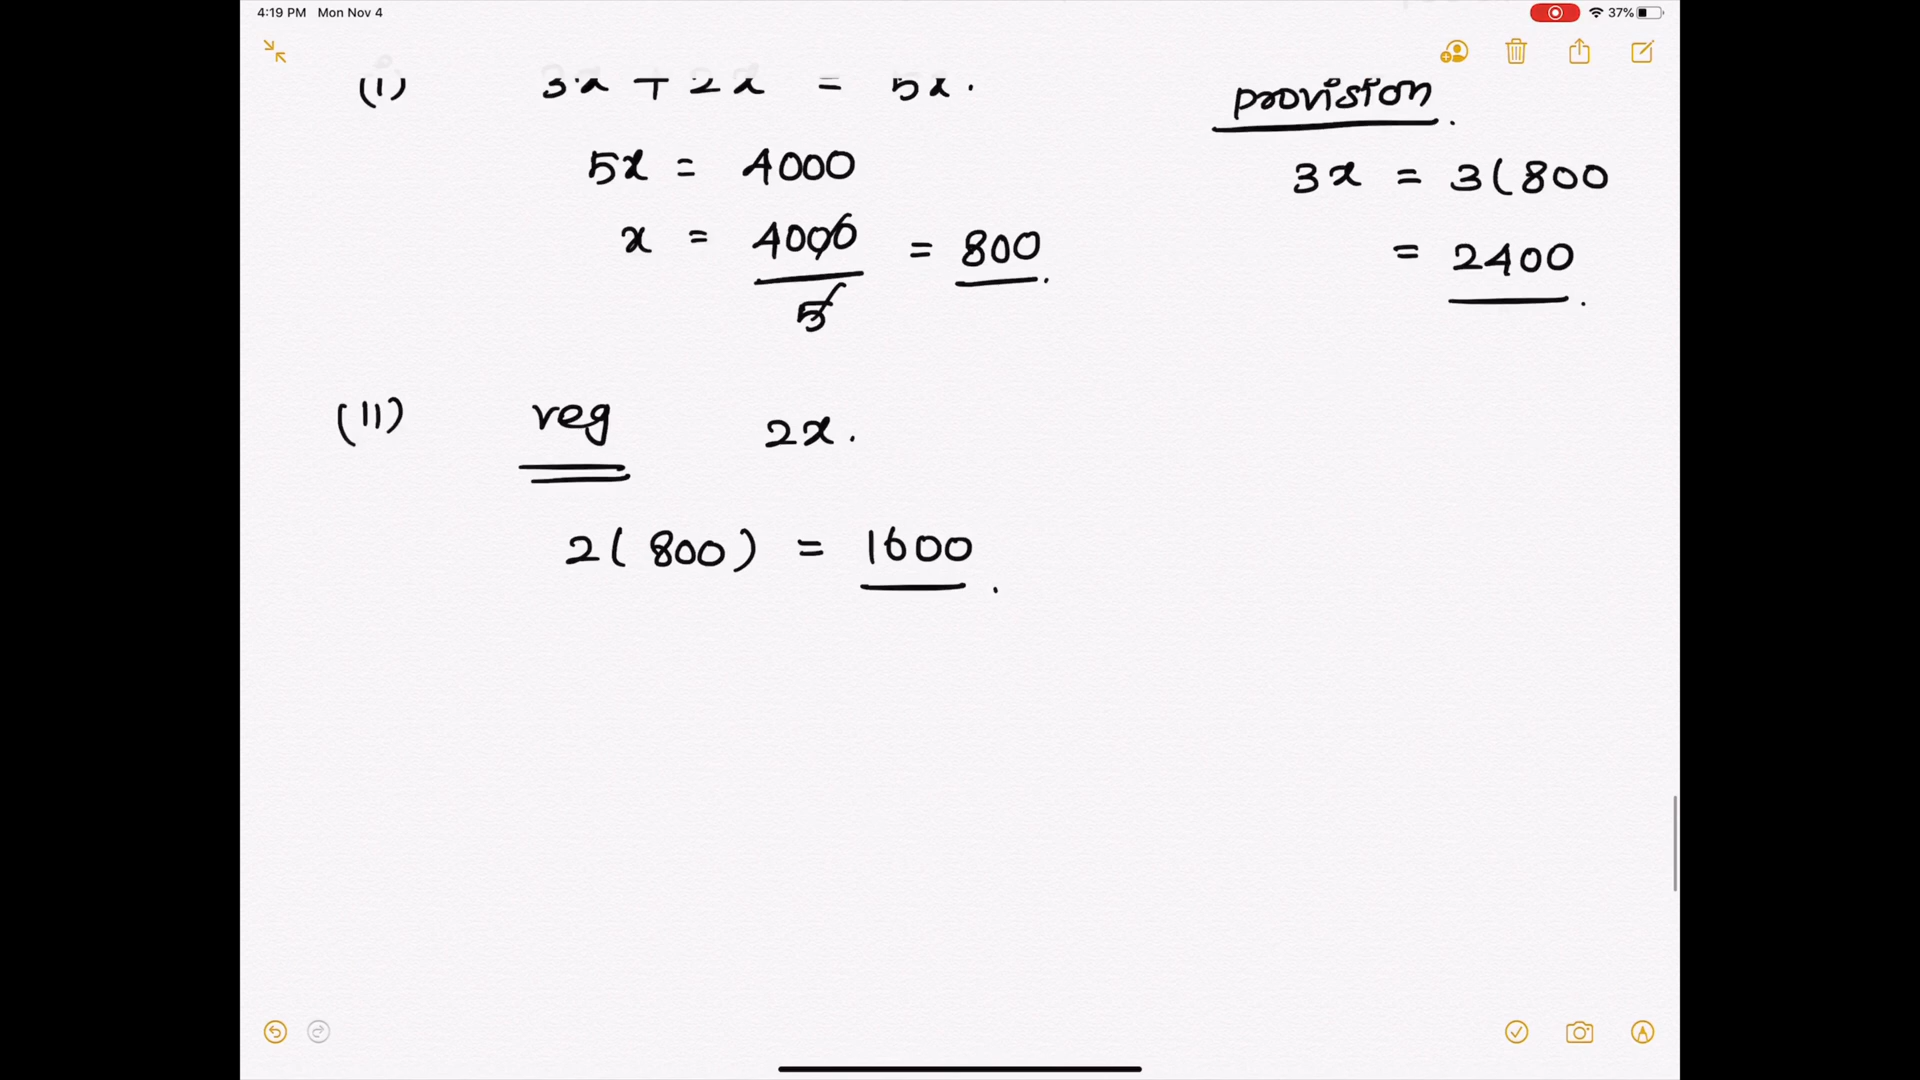 4:19 PM Mon Nov 4
37%
(I) 3x + 2x = 5x.
5x = 4000
x = 4000 / 5 = 800.
provision.
3x = 3(800
= 2400.
(II) reg 2x.
2(800) = 1600.